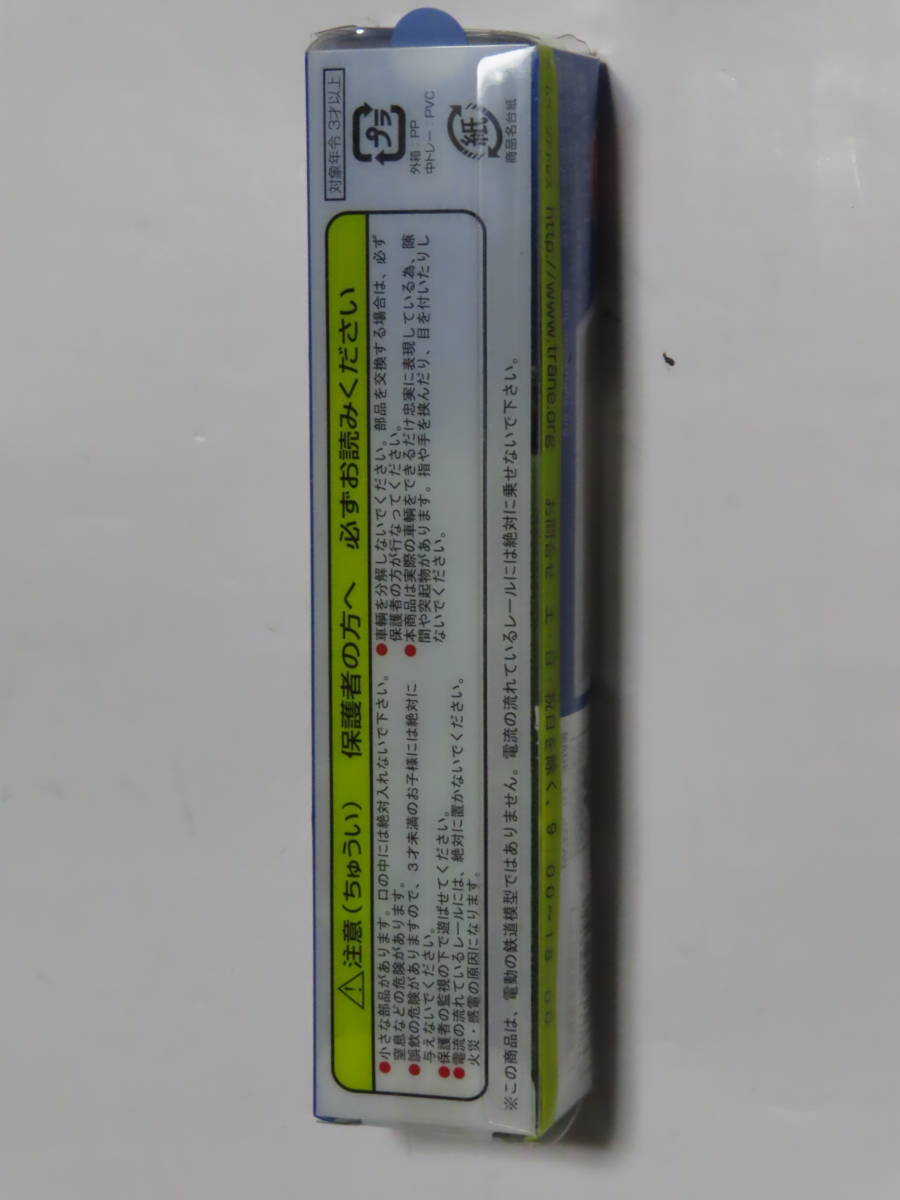 ⚠注意(ちゅうい) 保護者の方へ 必ずお読みください
●小さな部品があります。口の中には絶対入れないで下さい。
窒息などの危険があります。
●誤飲の危険がありますので、3才未満のお子様には絶対に
与えないでください。
●保護者の監視の下で遊ばせてください。
●電流の流れているレールには、絶対に置かないでください。
火災・感電の原因になります。
●車輌を分解しないでください。部品を交換する場合は、必ず
保護者の方が行なってください。
●本商品は実際の車輌をできるだけ忠実に表現している為、隙
間や突起物があります。指や手を挟んだり、目を付いたりし
ないでください。
対象年令 3才以上
プラ
外箱:PP
中トレー:PVC
紙
商品名台紙
※この商品は、電動の鉄道模型ではありません。電流の流れているレールには絶対に乗せないで下さい。
http://www.trane.org
土・日・祝日を除く、9:00~18:00